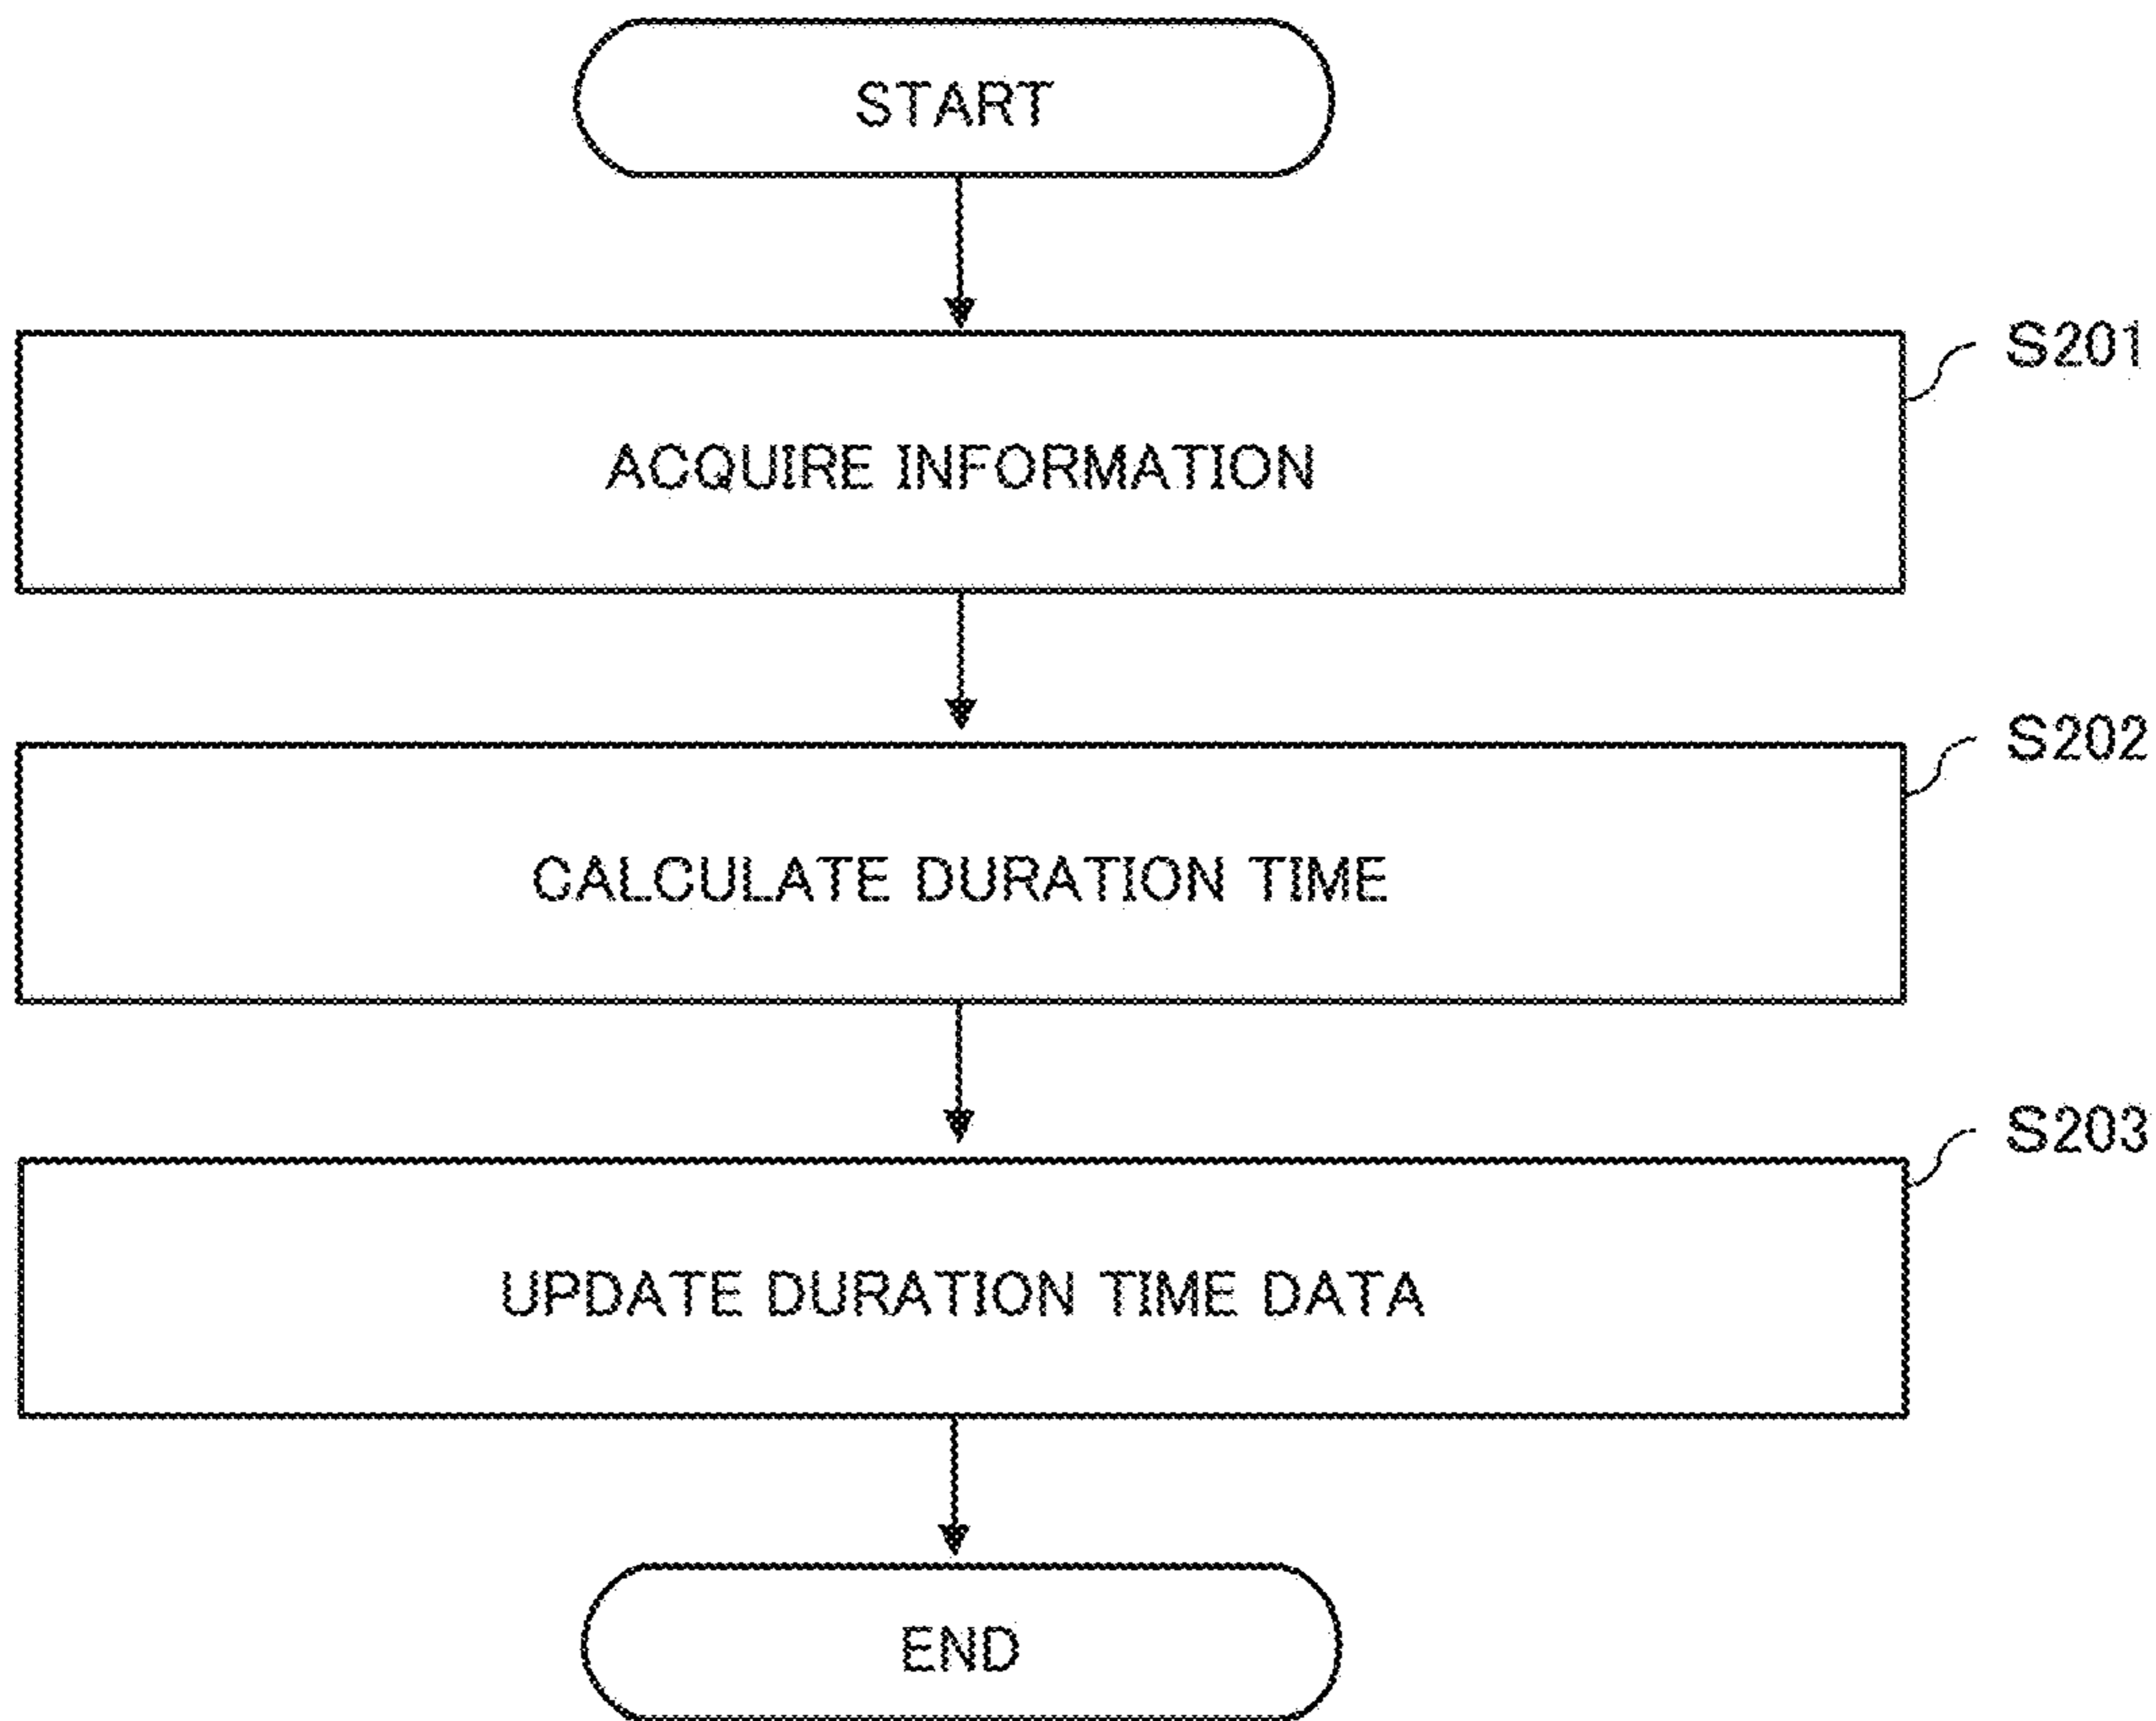 START
S201
ACQUIRE INFORMATION
S202
CALCULATE DURATION TIME
S203
UPDATE DURATION TIME DATA
END